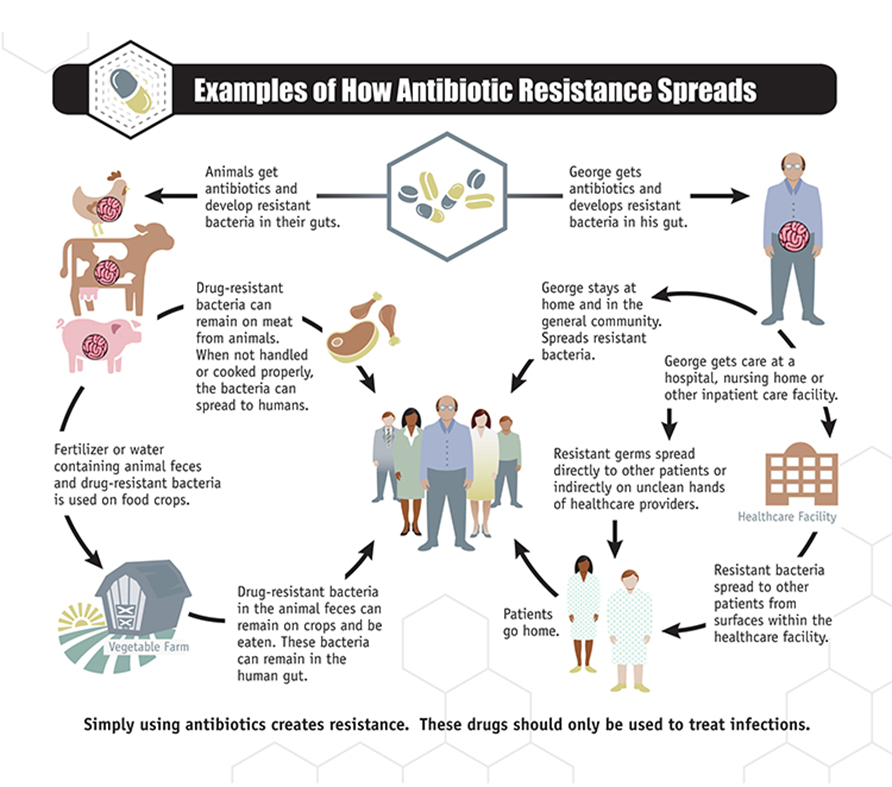 Examples of How Antibiotic Resistance Spreads
Animals get
antibiotics and
develop resistant
bacteria in their guts.
George gets
antibiotics and
develops resistant
bacteria in his gut.
Drug-resistant
bacteria can
remain on meat
from animals.
When not handled
or cooked properly,
the bacteria can
spread to humans.
George stays at
home and in the
general community.
Spreads resistant
bacteria.
George gets care at a
hospital, nursing home or
other inpatient care facility.
Fertilizer or water
containing animal feces
and drug-resistant bacteria
is used on food crops.
Resistant germs spread
directly to other patients or
indirectly on unclean hands
of healthcare providers.
Healthcare Facility
Vegetable Farm
Drug-resistant bacteria
in the animal feces can
remain on crops and be
eaten. These bacteria
can remain in the
human gut.
Patients
go home.
Resistant bacteria
spread to other
patients from
surfaces within the
healthcare facility.
Simply using antibiotics creates resistance. These drugs should only be used to treat infections.